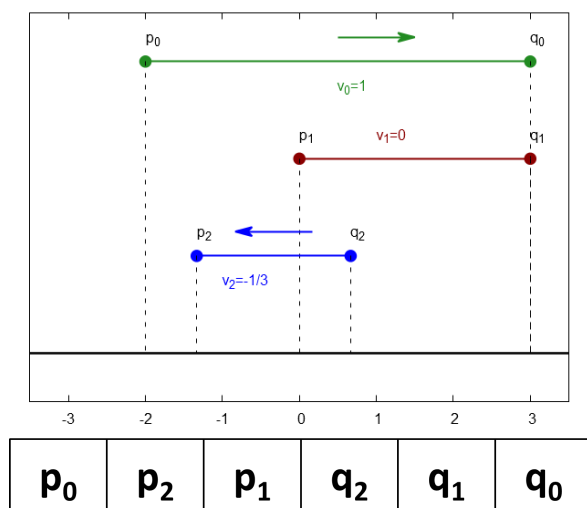 p₀ q₀
v₀=1
p₁ v₁=0 q₁
p₂ q₂
v₂=-1/3
-3 -2 -1 0 1 2 3
p₀ p₂ p₁ q₂ q₁ q₀